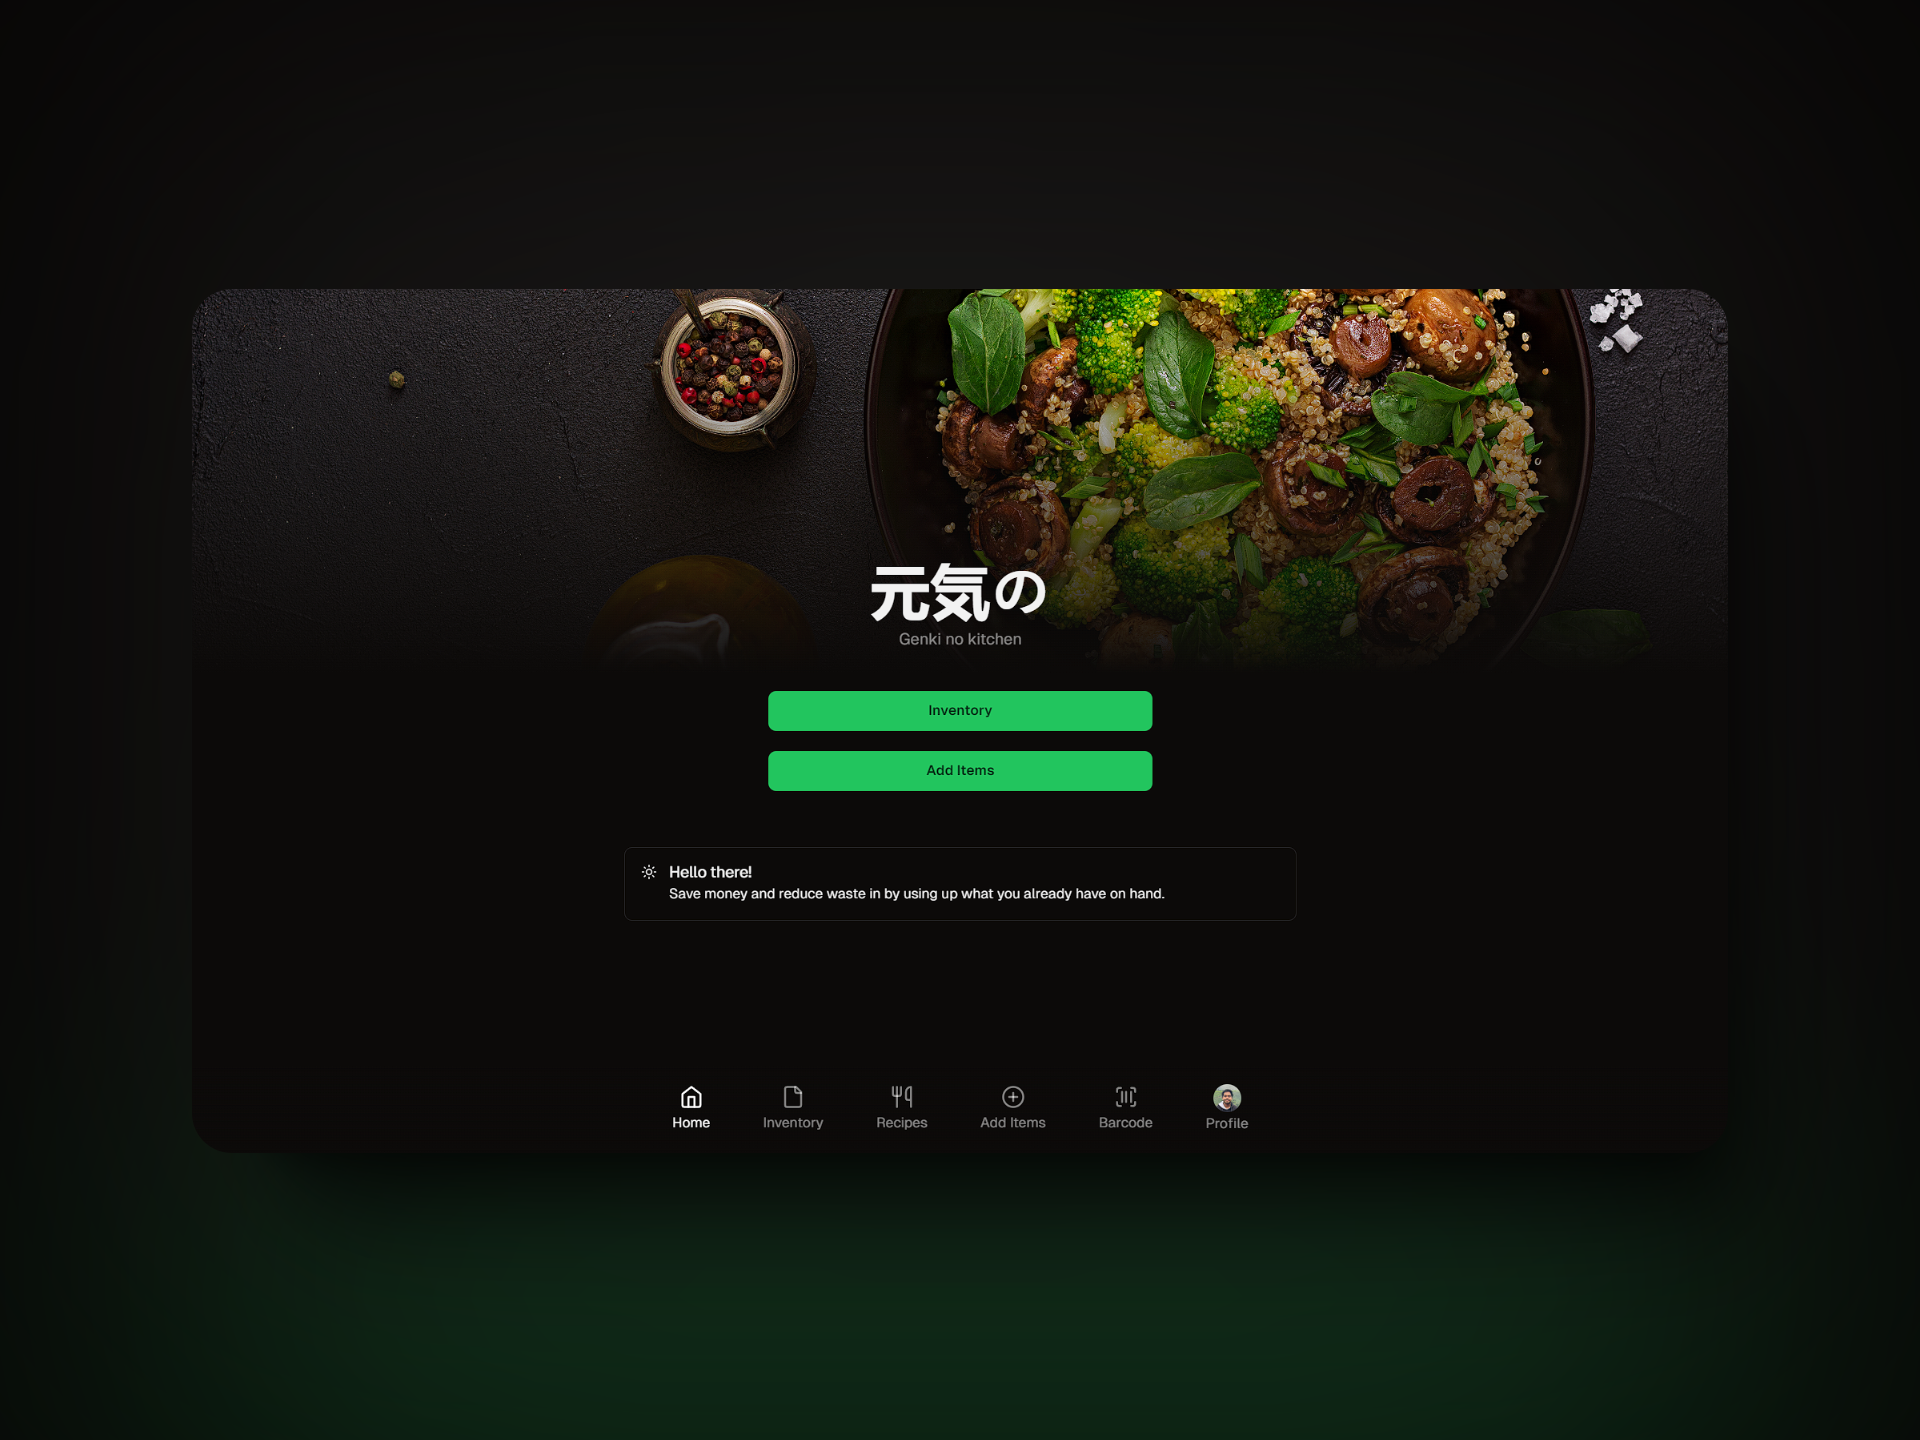 元気の
Genki no kitchen
Inventory
Add Items
Hello there!
Save money and reduce waste in by using up what you already have on hand.
Home
Inventory
Recipes
Add Items
Barcode
Profile